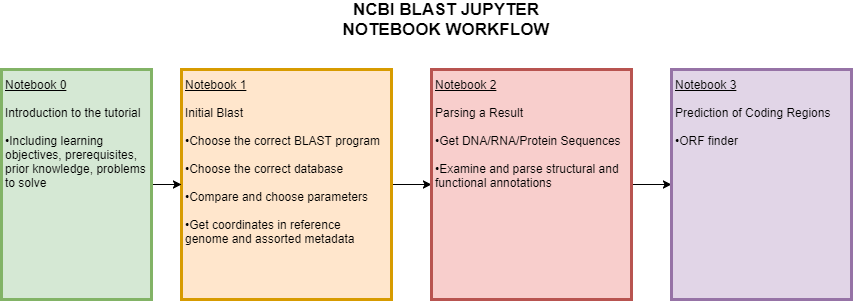 NCBI BLAST JUPYTER
NOTEBOOK WORKFLOW
Notebook 0
Introduction to the tutorial
•Including learning
objectives, prerequisites,
prior knowledge, problems
to solve
Notebook 1
Initial Blast
•Choose the correct BLAST program
•Choose the correct database
•Compare and choose parameters
•Get coordinates in reference
genome and assorted metadata
Notebook 2
Parsing a Result
•Get DNA/RNA/Protein Sequences
•Examine and parse structural and
functional annotations
Notebook 3
Prediction of Coding Regions
•ORF finder